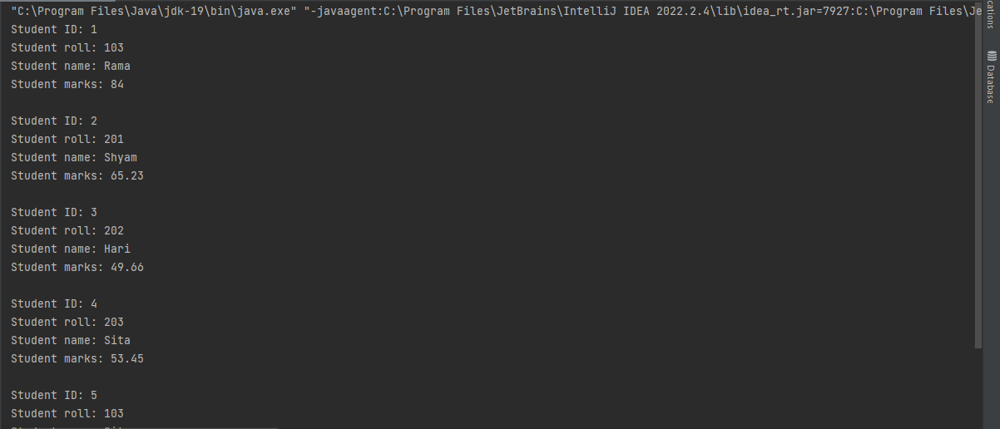 "C:\Program Files\Java\jdk-19\bin\java.exe" "-javaagent:C:\Program Files\JetBrains\IntelliJ IDEA 2022.2.4\lib\idea_rt.jar=7927:C:\Program Files\Je
Student ID: 1
Student roll: 103
Student name: Rama
Student marks: 84
Student ID: 2
Student roll: 201
Student name: Shyam
Student marks: 65.23
Student ID: 3
Student roll: 202
Student name: Hari
Student marks: 49.66
Student ID: 4
Student roll: 203
Student name: Sita
Student marks: 53.45
Student ID: 5
Student roll: 103
cations
Database